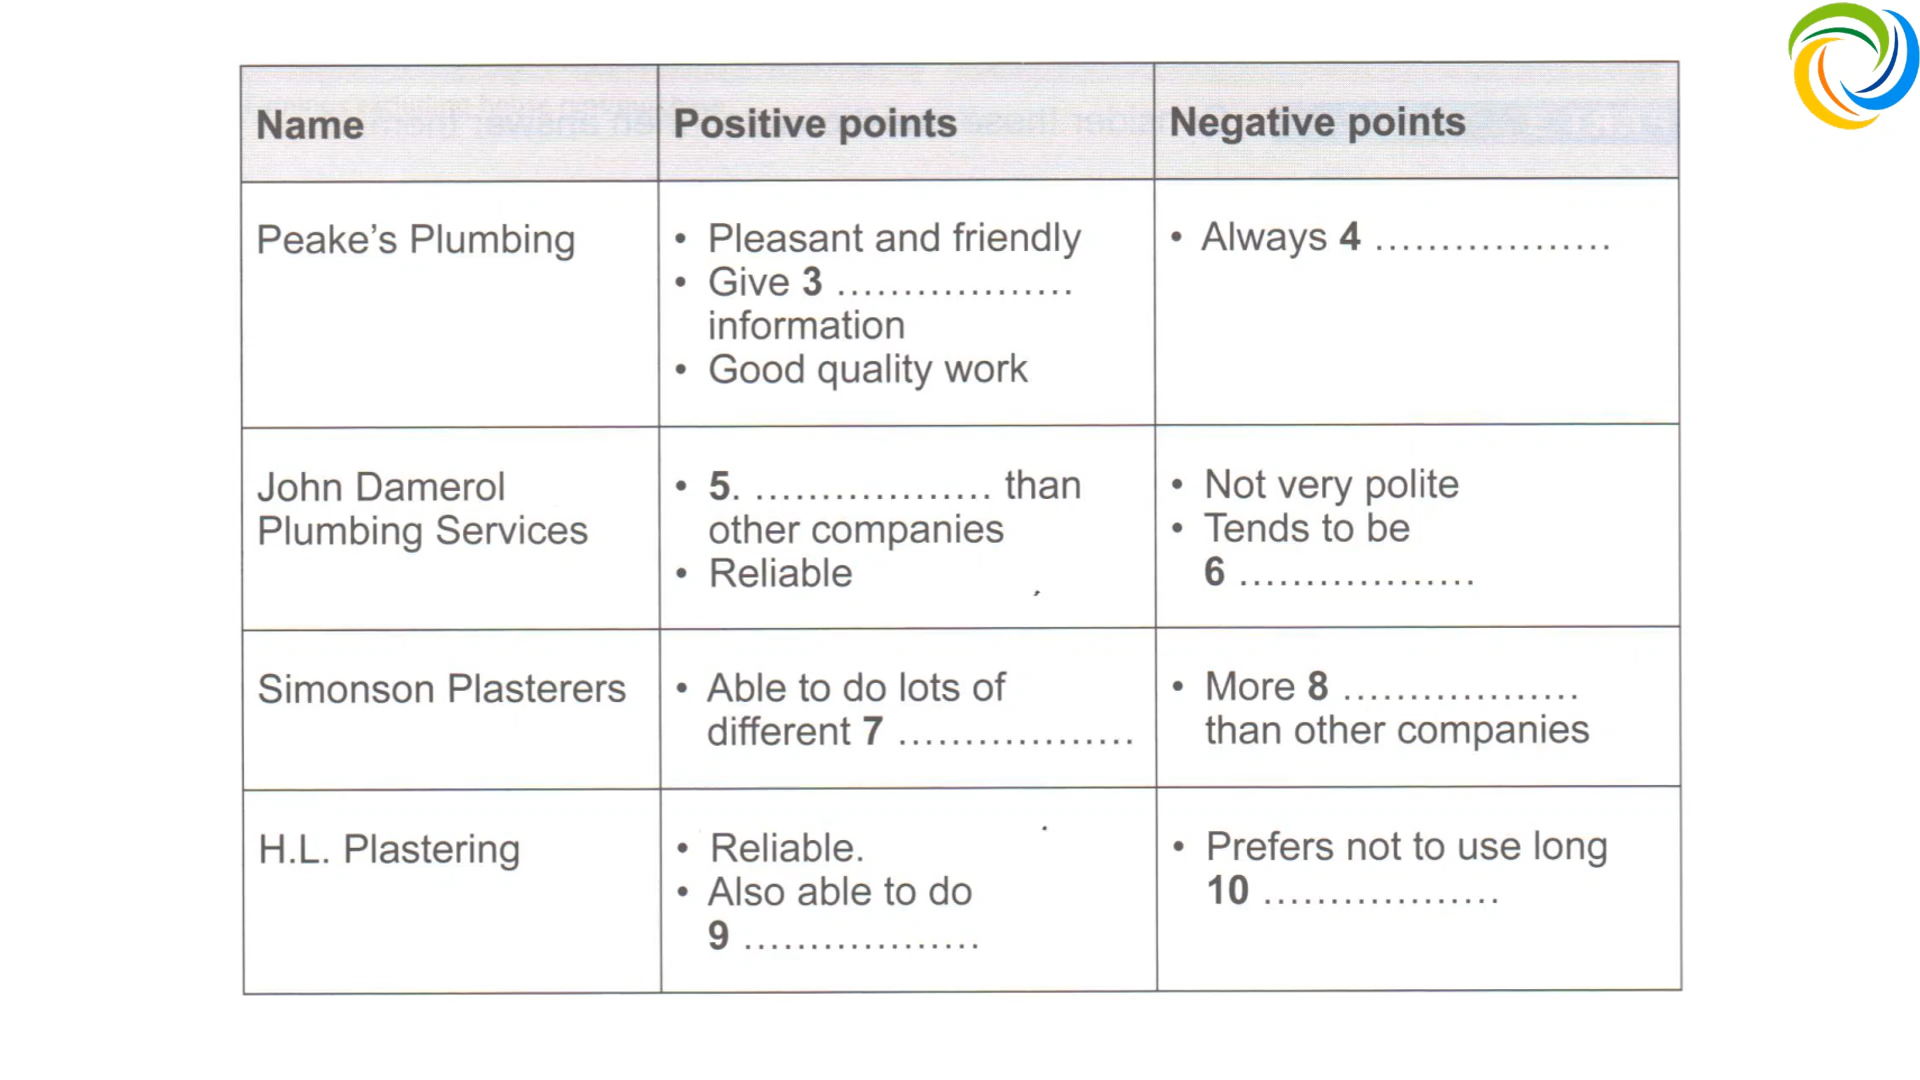 Name
Positive points
Negative points
Peake's Plumbing
• Pleasant and friendly
• Give 3 ..................
information
• Good quality work
• Always 4 ..................
John Damerol
Plumbing Services
• 5. .................. than
other companies
• Reliable
• Not very polite
• Tends to be
6 ..................
Simonson Plasterers
• Able to do lots of
different 7 ..................
• More 8 ..................
than other companies
H.L. Plastering
• Reliable.
• Also able to do
9 ..................
• Prefers not to use long
10 ..................